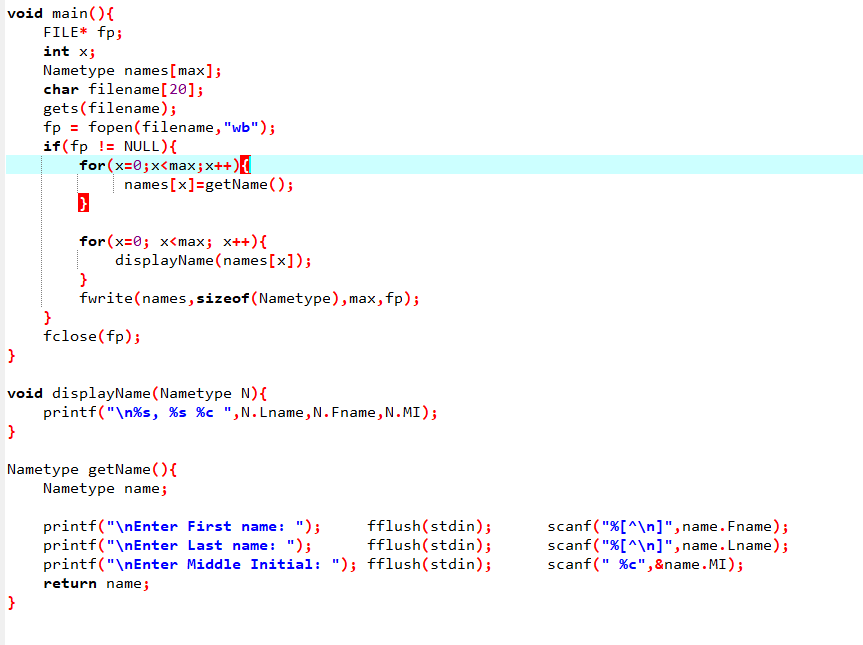 void main(){
    FILE* fp;
    int x;
    Nametype names[max];
    char filename[20];
    gets(filename);
    fp = fopen(filename,"wb");
    if(fp != NULL){
        for(x=0;x<max;x++){
             names[x]=getName();
        }

        for(x=0; x<max; x++){
            displayName(names[x]);
        }
        fwrite(names,sizeof(Nametype),max,fp);
    }
    fclose(fp);
}

void displayName(Nametype N){
    printf("\n%s, %s %c ",N.Lname,N.Fname,N.MI);
}

Nametype getName(){
    Nametype name;

    printf("\nEnter First name: ");     fflush(stdin);      scanf("%[^\n]",name.Fname);
    printf("\nEnter Last name: ");      fflush(stdin);      scanf("%[^\n]",name.Lname);
    printf("\nEnter Middle Initial: "); fflush(stdin);      scanf(" %c",&name.MI);
    return name;
}